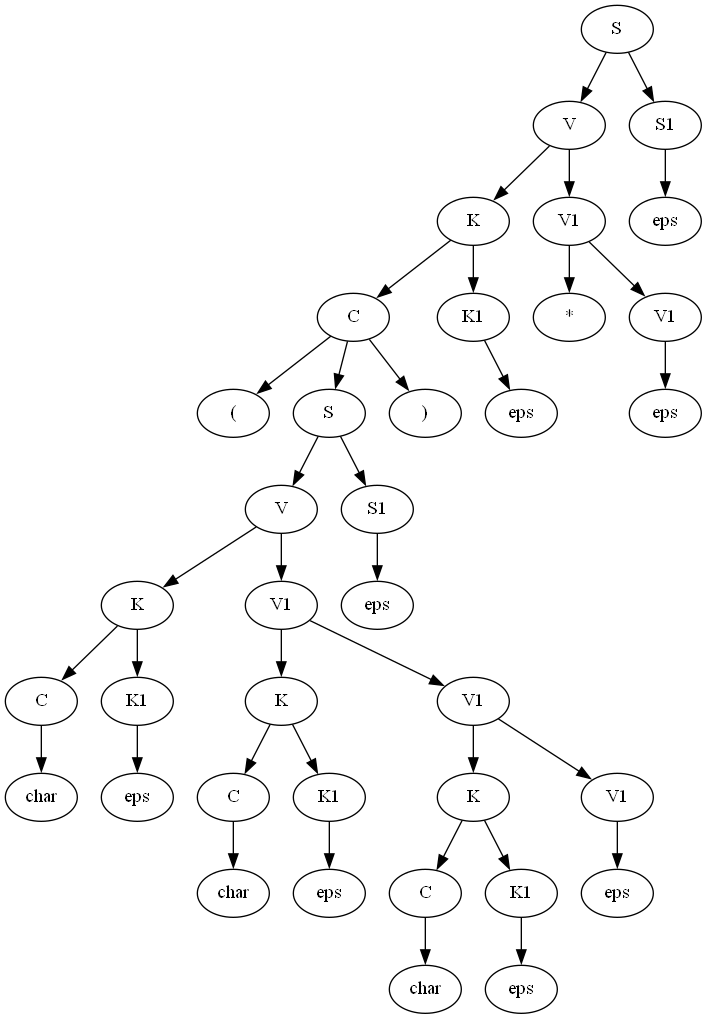 S
V S1
K V1 eps
C K1 * V1
( S ) eps eps
V S1
K V1 eps
C K1 K V1
char eps C K1 K V1
char eps C K1 eps
char eps